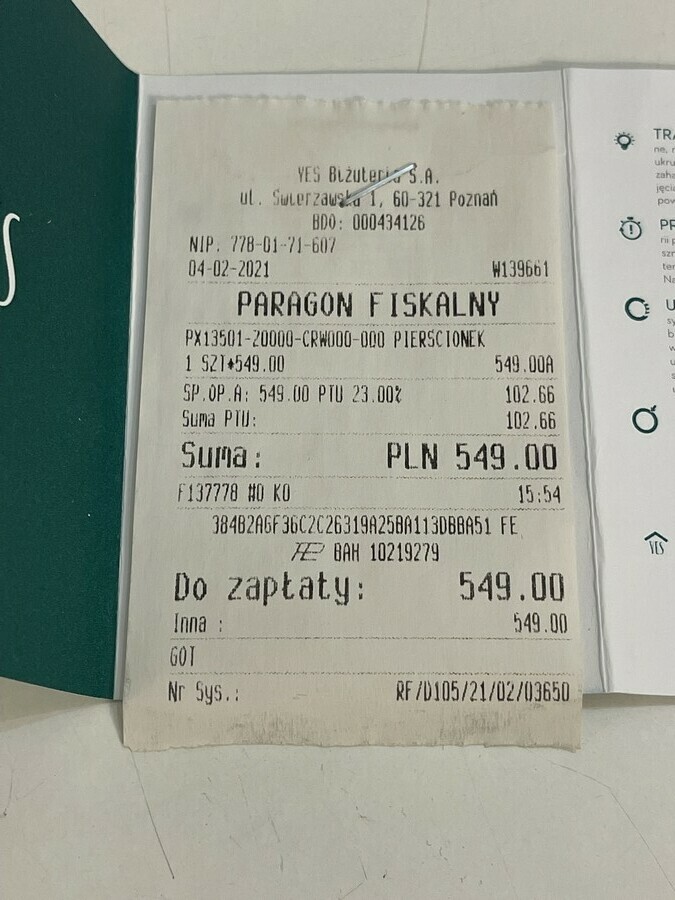 YES Biżuteria S.A.
ul. Swierzawska 1, 60-321 Poznań
BDO: 000434126
NIP. 778-01-71-607
04-02-2021 W139661
PARAGON FISKALNY
PX13501-Z0000-CRW000-000 PIERSCIONEK
1 SZT*549.00 549.00A
SP.OP.A: 549.00 PTU 23.00% 102.66
Suma PTU: 102.66
Suma: PLN 549.00
F137778 #0 K0 15:54
384B2A6F36C2C26319A25BA113DBBA51 FE
BAH 10219279
Do zapłaty: 549.00
Inna : 549.00
GOT
Nr Sys.: RF/D105/21/02/03650
YES